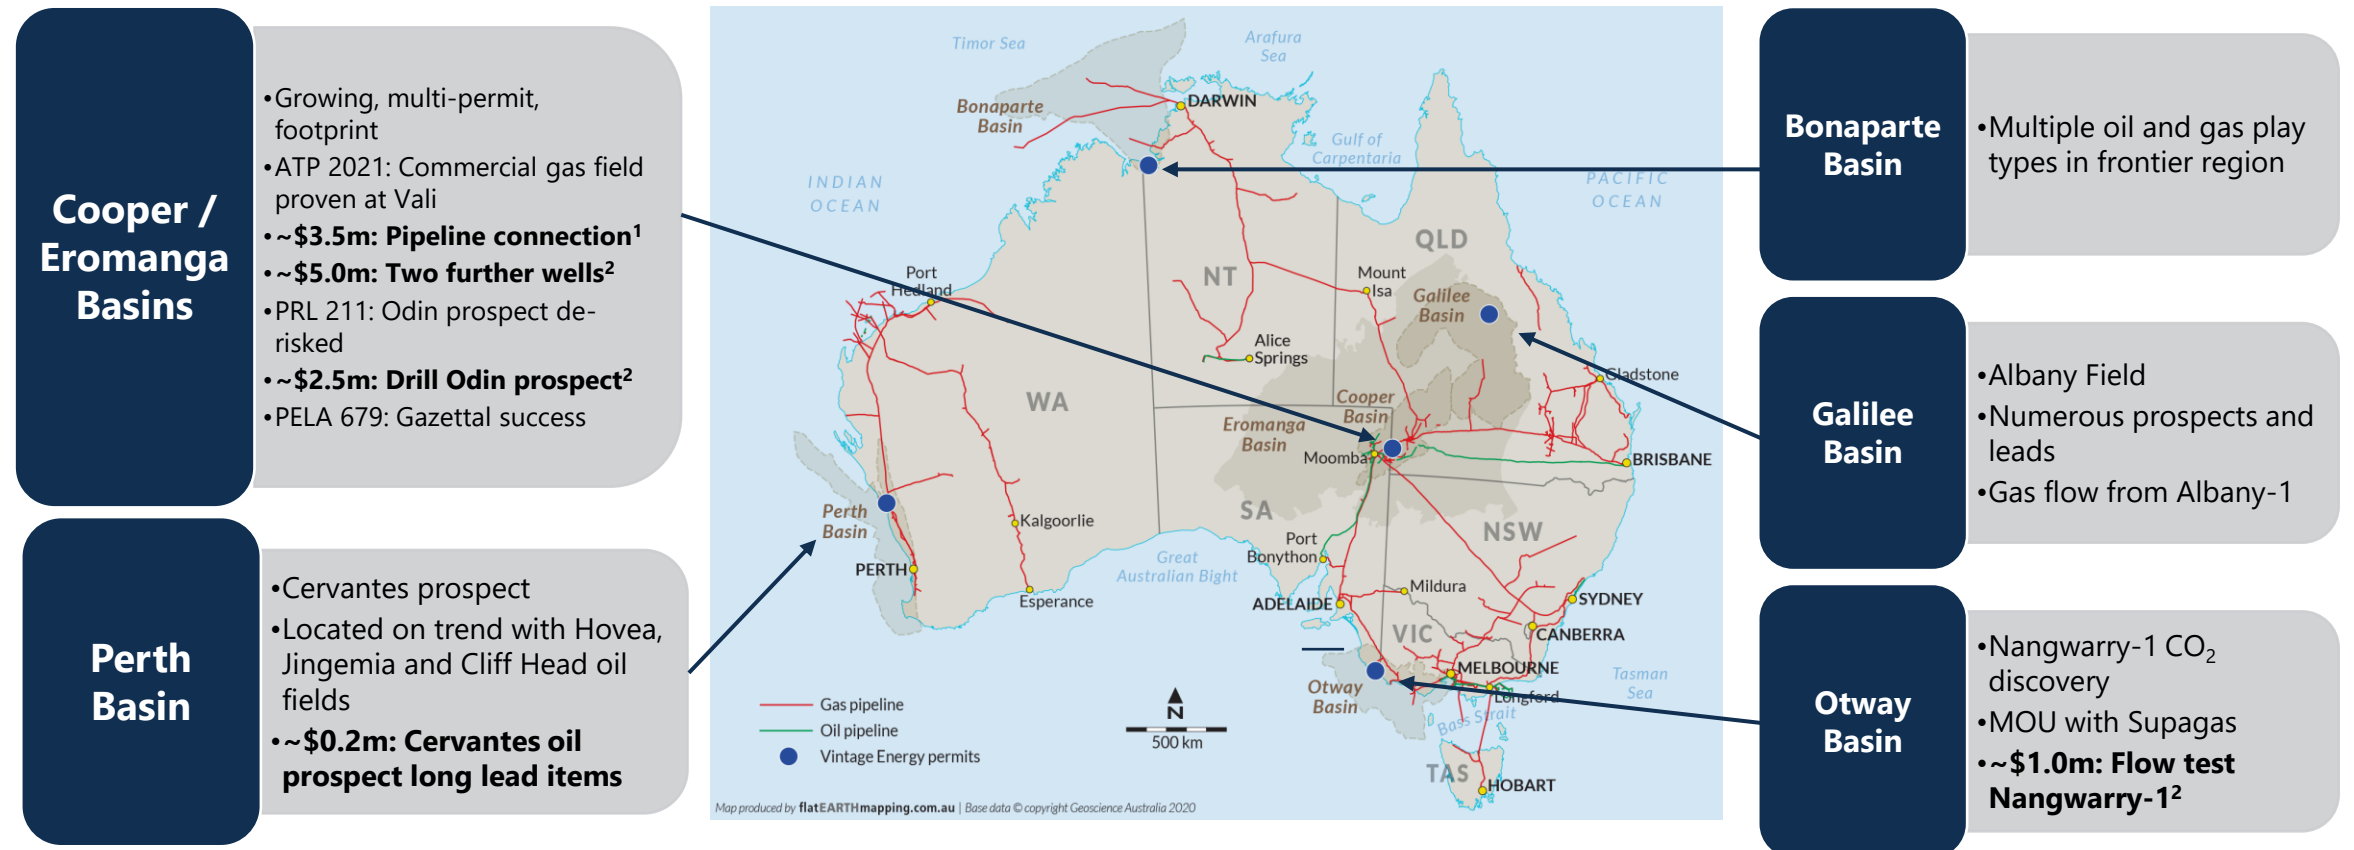 Cooper /
Eromanga
Basins
•Growing, multi-permit,
footprint
•ATP 2021: Commercial gas field
proven at Vali
•~$3.5m: Pipeline connection¹
•~$5.0m: Two further wells²
•PRL 211: Odin prospect de-
risked
•~$2.5m: Drill Odin prospect²
•PELA 679: Gazettal success
Perth
Basin
•Cervantes prospect
•Located on trend with Hovea,
Jingemia and Cliff Head oil
fields
•~$0.2m: Cervantes oil
prospect long lead items
Timor Sea
Arafura
Sea
Bonaparte
Basin
DARWIN
Gulf of
Carpentaria
INDIAN
OCEAN
PACIFIC
OCEAN
QLD
NT
Port
Hedland
Mount
Isa
Galilee
Basin
Alice
Springs
Gladstone
WA
Cooper
Basin
Eromanga
Basin
Moomba
BRISBANE
Perth
Basin
SA
Kalgoorlie
NSW
Port
Bonython
Great
Australian Bight
PERTH
Esperance
Mildura
ADELAIDE
SYDNEY
VIC
CANBERRA
MELBOURNE
Tasman
Sea
Otway
Basin
Longford
Bass Strait
TAS
HOBART
Gas pipeline
Oil pipeline
Vintage Energy permits
N
500 km
Map produced by flatEARTHmapping.com.au | Base data © copyright Geoscience Australia 2020
Bonaparte
Basin
•Multiple oil and gas play
types in frontier region
Galilee
Basin
•Albany Field
•Numerous prospects and
leads
•Gas flow from Albany-1
Otway
Basin
•Nangwarry-1 CO₂
discovery
•MOU with Supagas
•~$1.0m: Flow test
Nangwarry-1²